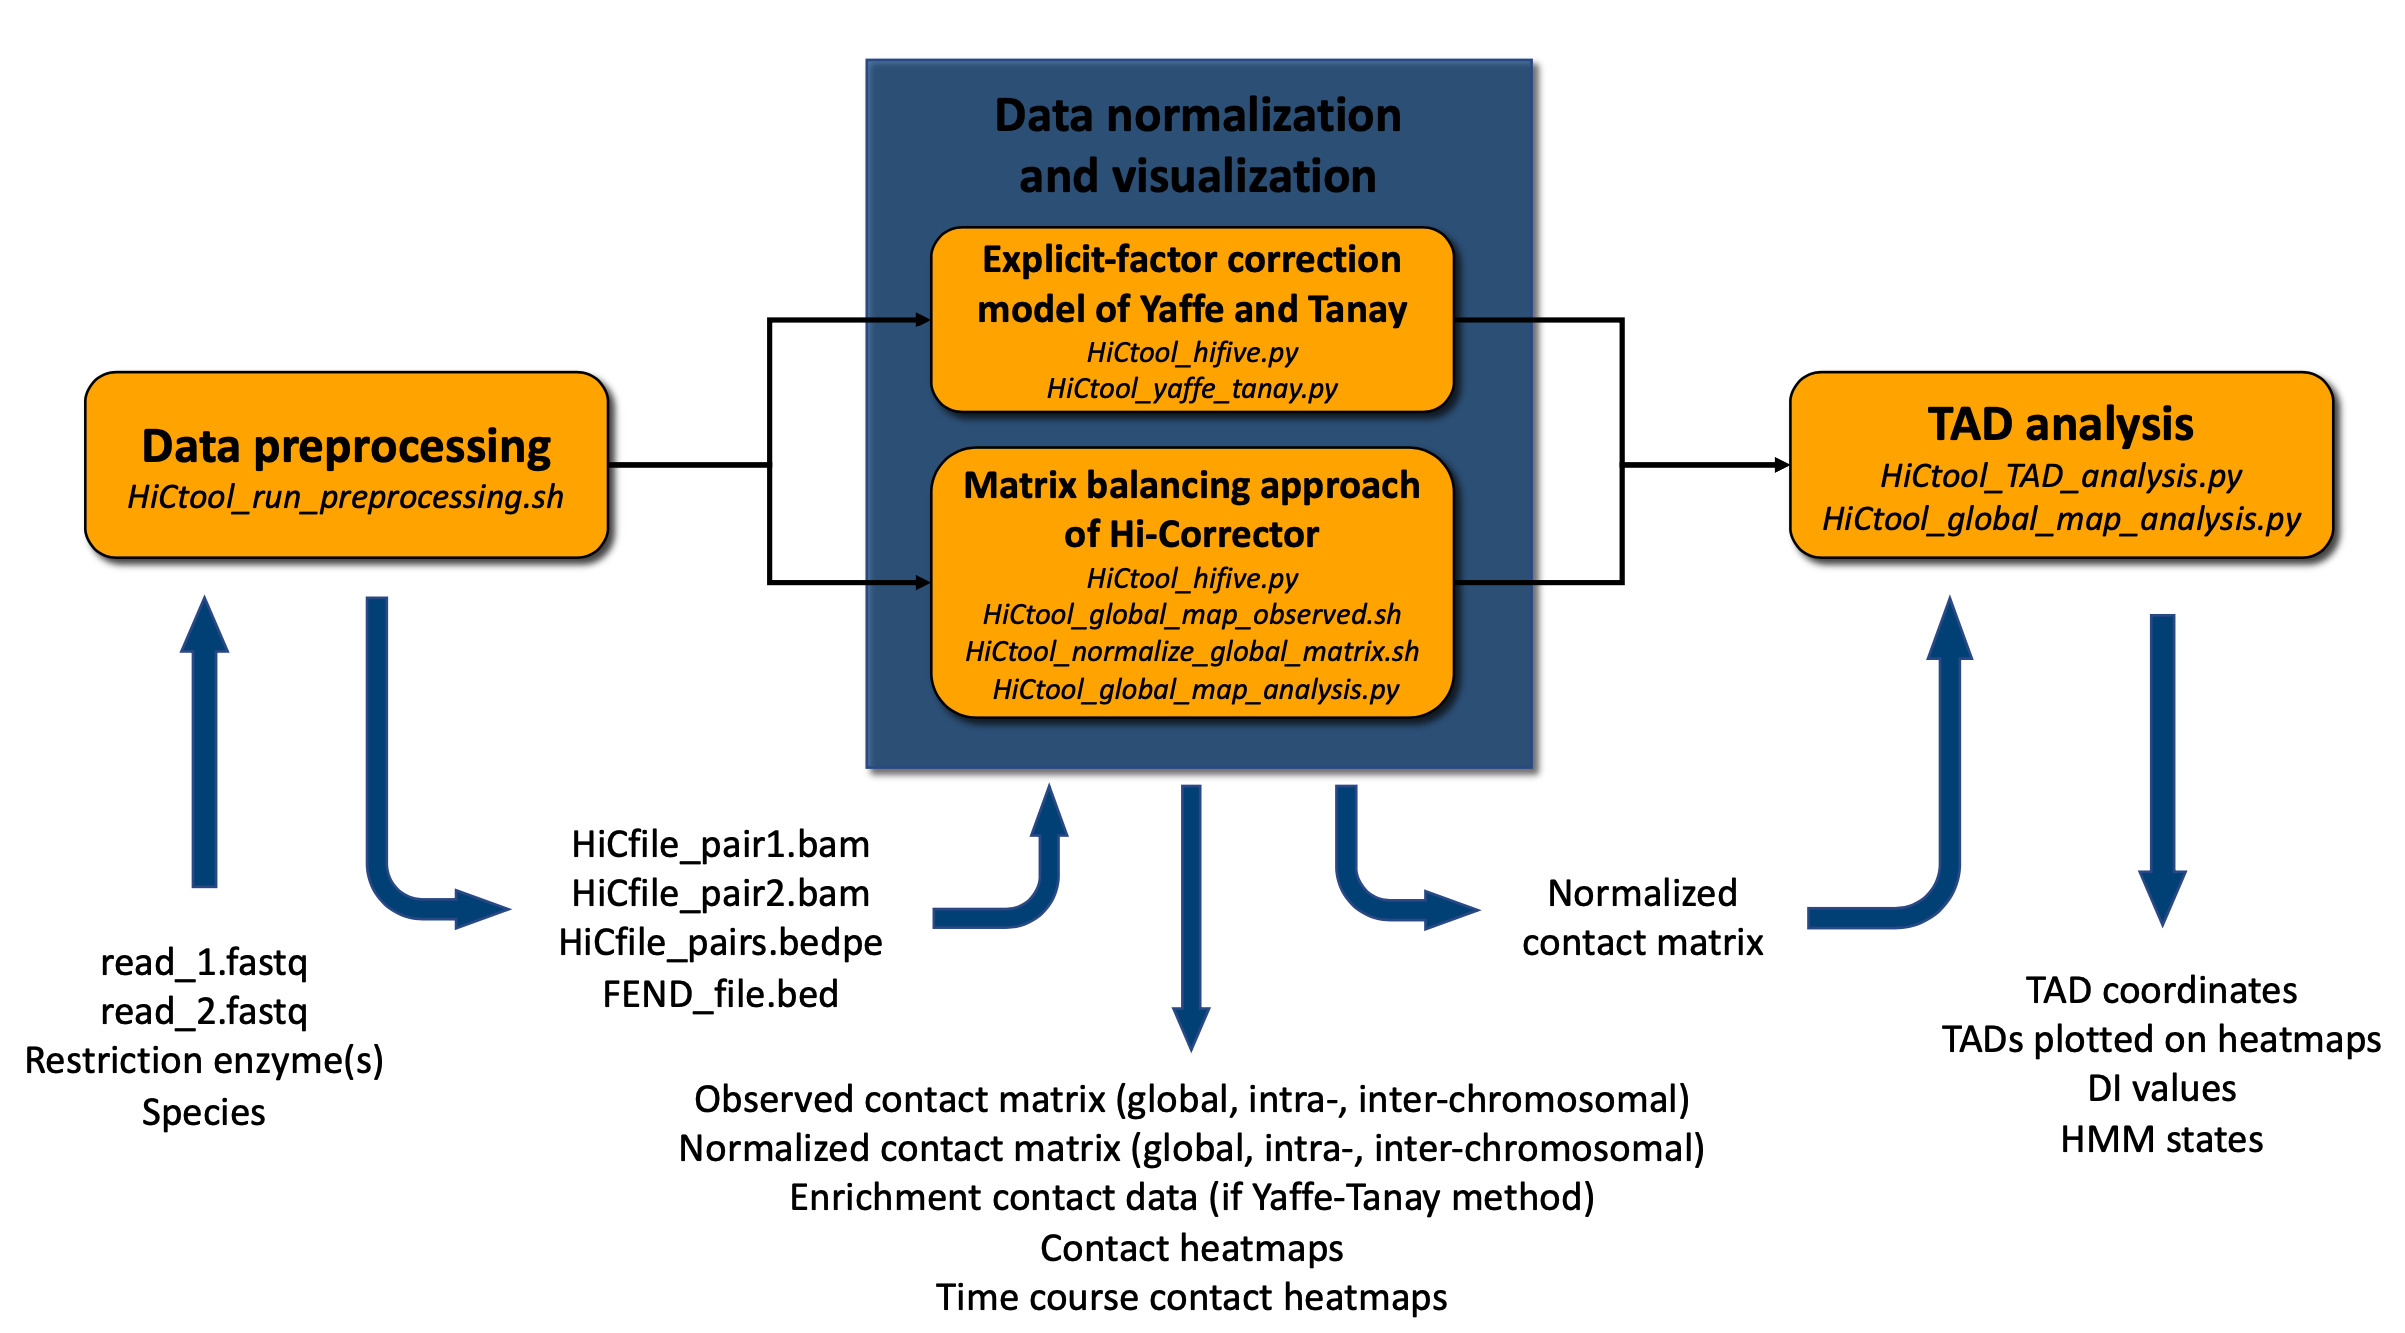 Data normalization
and visualization
Explicit-factor correction
model of Yaffe and Tanay
HiCtool_hifive.py
HiCtool_yaffe_tanay.py
Data preprocessing
HiCtool_run_preprocessing.sh
Matrix balancing approach
of Hi-Corrector
HiCtool_hifive.py
HiCtool_global_map_observed.sh
HiCtool_normalize_global_matrix.sh
HiCtool_global_map_analysis.py
TAD analysis
HiCtool_TAD_analysis.py
HiCtool_global_map_analysis.py
read_1.fastq
read_2.fastq
Restriction enzyme(s)
Species
HiCfile_pair1.bam
HiCfile_pair2.bam
HiCfile_pairs.bedpe
FEND_file.bed
Observed contact matrix (global, intra-, inter-chromosomal)
Normalized contact matrix (global, intra-, inter-chromosomal)
Enrichment contact data (if Yaffe-Tanay method)
Contact heatmaps
Time course contact heatmaps
Normalized
contact matrix
TAD coordinates
TADs plotted on heatmaps
DI values
HMM states